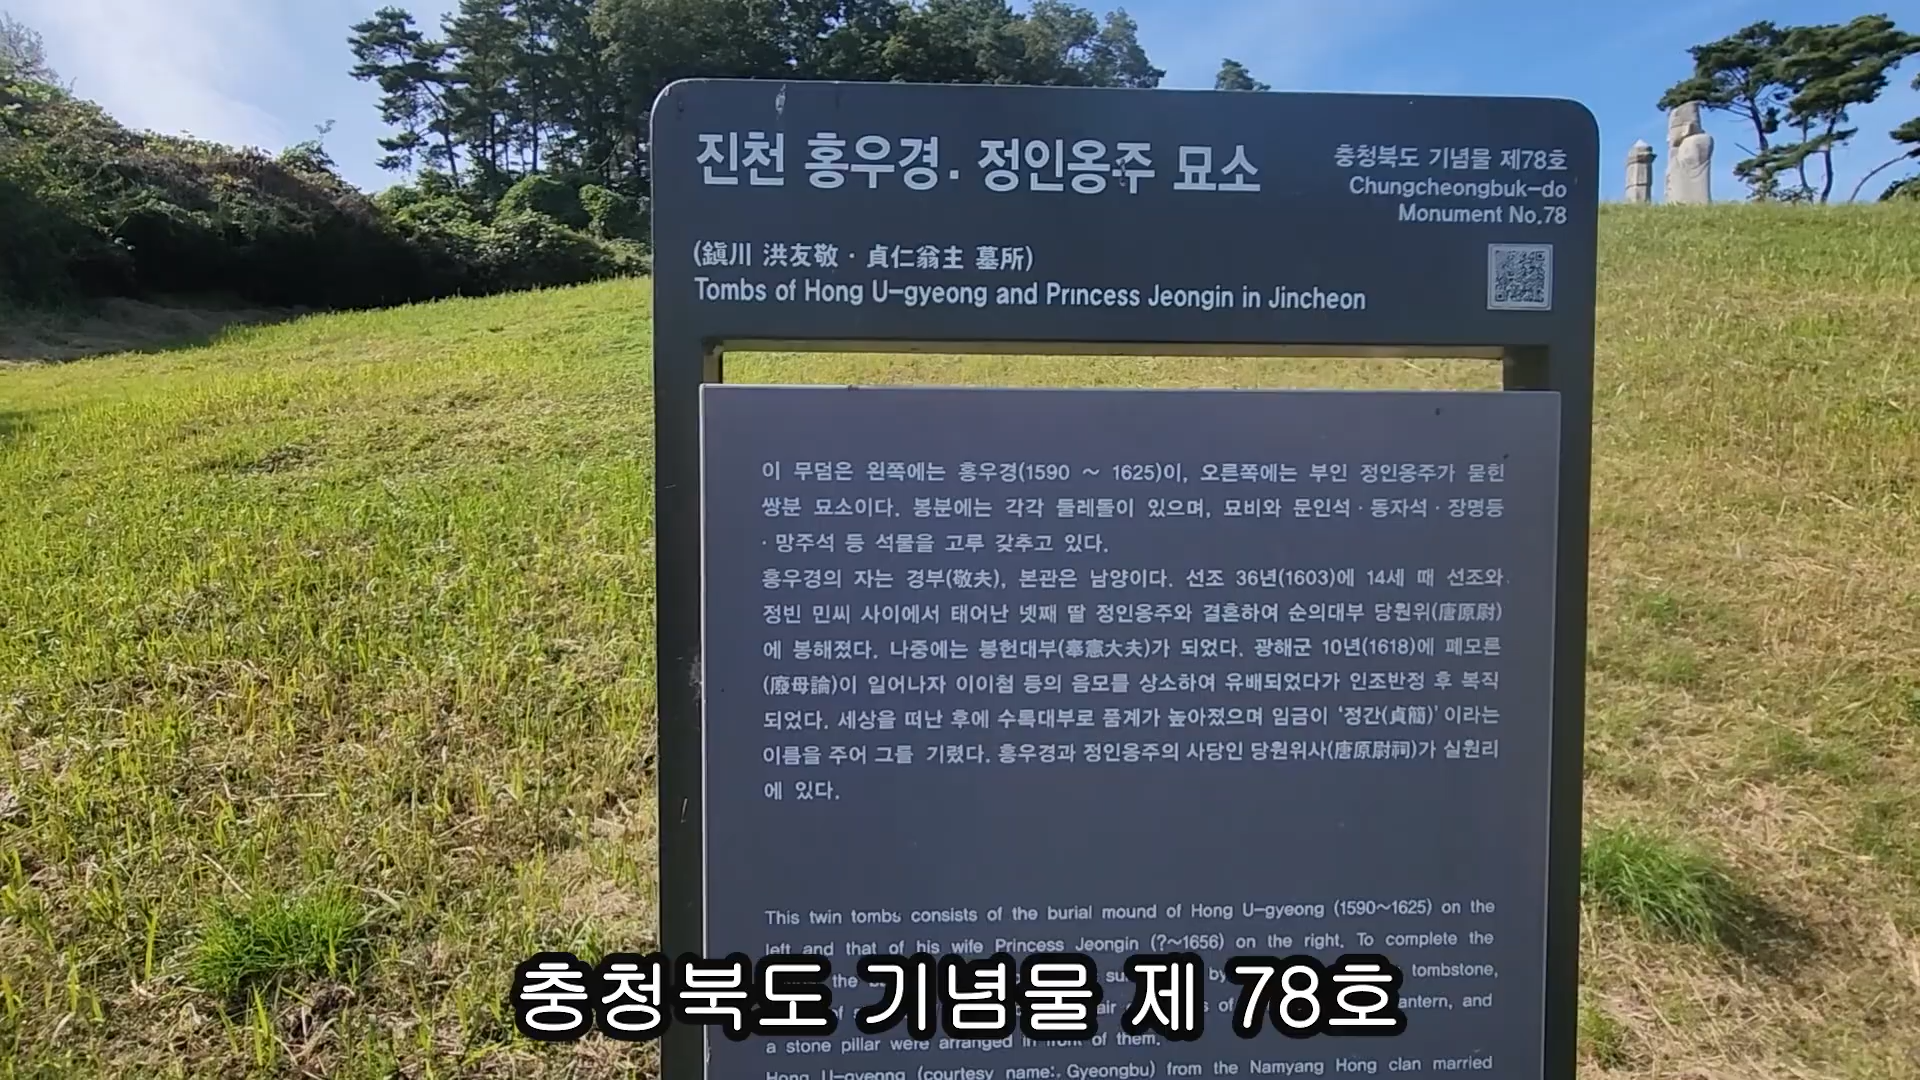 진천 홍우경·정인옹주 묘소
충청북도 기념물 제78호
Chungcheongbuk-do
Monument No.78
(鎭川 洪友敬·貞仁翁主 墓所)
Tombs of Hong U-gyeong and Princess Jeongin in Jincheon
이 무덤은 왼쪽에는 홍우경(1590 ~ 1625)이, 오른쪽에는 부인 정인옹주가 묻힌
쌍분 묘소이다. 봉분에는 각각 둘레돌이 있으며, 묘비와 문인석·동자석·장명등
·망주석 등 석물을 고루 갖추고 있다.
홍우경의 자는 경부(敬夫), 본관은 남양이다. 선조 36년(1603)에 14세 때 선조와
정빈 민씨 사이에서 태어난 넷째 딸 정인옹주와 결혼하여 순의대부 당원위(唐原尉)
에 봉해졌다. 나중에는 봉헌대부(奉憲大夫)가 되었다. 광해군 10년(1618)에 폐모론
(廢母論)이 일어나자 이이첨 등의 음모를 상소하여 유배되었다가 인조반정 후 복직
되었다. 세상을 떠난 후에 수록대부로 품계가 높아졌으며 임금이 '정간(貞簡)'이라는
이름을 주어 그를 기렸다. 홍우경과 정인옹주의 사당인 당원위사(唐原尉祠)가 실원리
에 있다.
This twin tombs consists of the burial mound of Hong U-gyeong (1590~1625) on the
left and that of his wife Princess Jeongin (?~1656) on the right. To complete the
the by tombstone,
of of lantern, and
a stone pillar were arranged in front of them.
Hong U-gyeong (courtesy name: Gyeongbu) from the Namyang Hong clan married
충청북도 기념물 제 78호